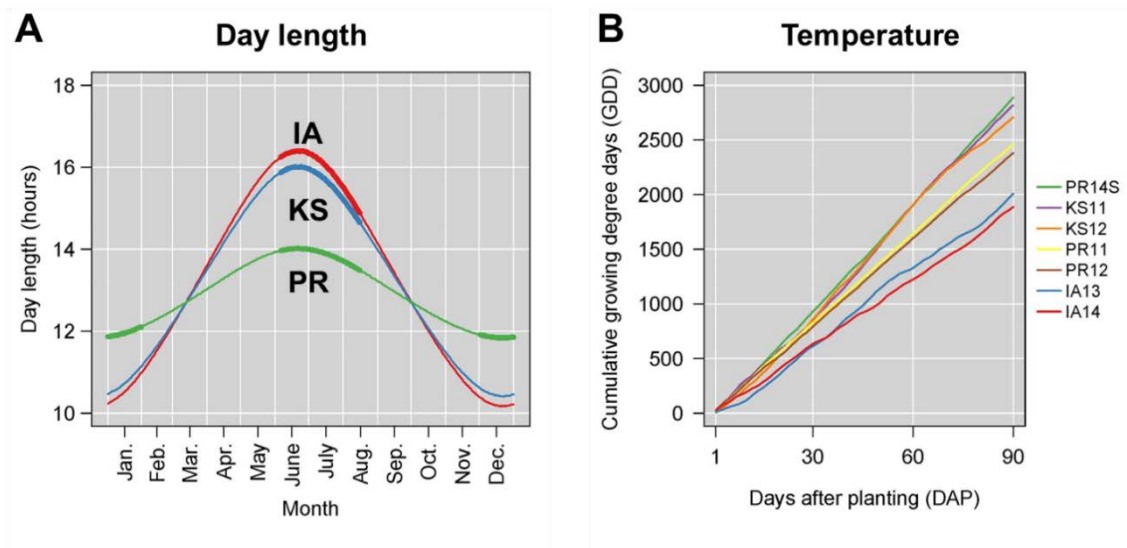 A
Day length
Day length (hours)
18
16
14
12
10
IA
KS
PR
Jan.
Feb.
Mar.
Apr.
May
June
July
Aug.
Sep.
Oct.
Nov.
Dec.
Month
B
Temperature
Cumulative growing degree days (GDD)
3000
2500
2000
1500
1000
500
0
1
30
60
90
Days after planting (DAP)
PR14S
KS11
KS12
PR11
PR12
IA13
IA14